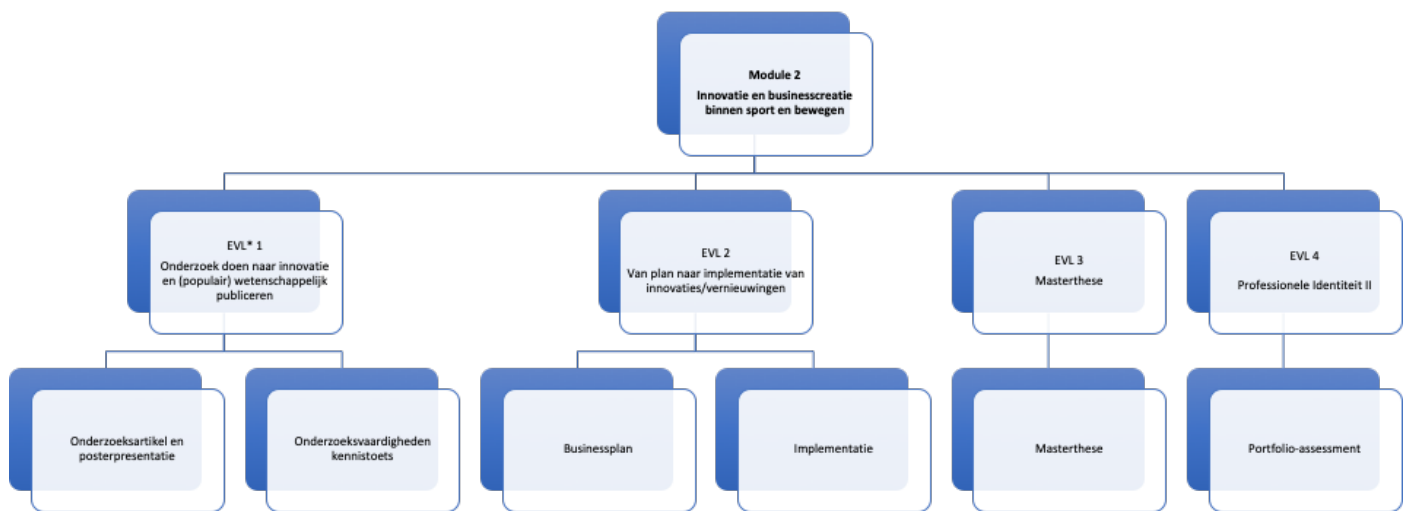 Module 2
Innovatie en businesscreatie
binnen sport en bewegen
EVL* 1
Onderzoek doen naar innovatie
en (populair) wetenschappelijk
publiceren
EVL 2
Van plan naar implementatie van
innovaties/vernieuwingen
EVL 3
Masterthese
EVL 4
Professionele Identiteit II
Onderzoeksartikel en
posterpresentatie
Onderzoeksvaardigheden
kennistoets
Businessplan
Implementatie
Masterthese
Portfolio-assessment